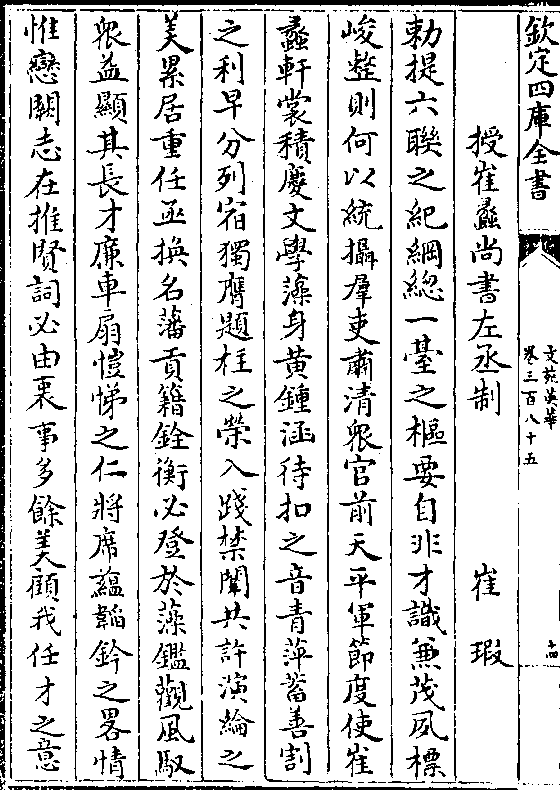 欽定四庫全書
文苑英華
卷三百八十五
十四
授崔蠡尚書左丞制
崔瑕
勅提六聯之紀綱總一臺之樞要自非才識兼茂夙標
峻整則何以統攝羣吏肅清衆官前天平軍節度使崔
蠡軒裳積慶文學藻身黄鍾涵待扣之音青萍蓄善割
之利早分列宿獨膺題柱之榮入踐禁闈共許演綸之
美累居重任亟換名藩貢籍銓衡必登於藻鑑觀風馭
衆益顯其長才廉車扇愷悌之仁將席蘊韜鈐之畧情
惟戀闕志在推賢詞必由衷事多餘美顧我任才之意